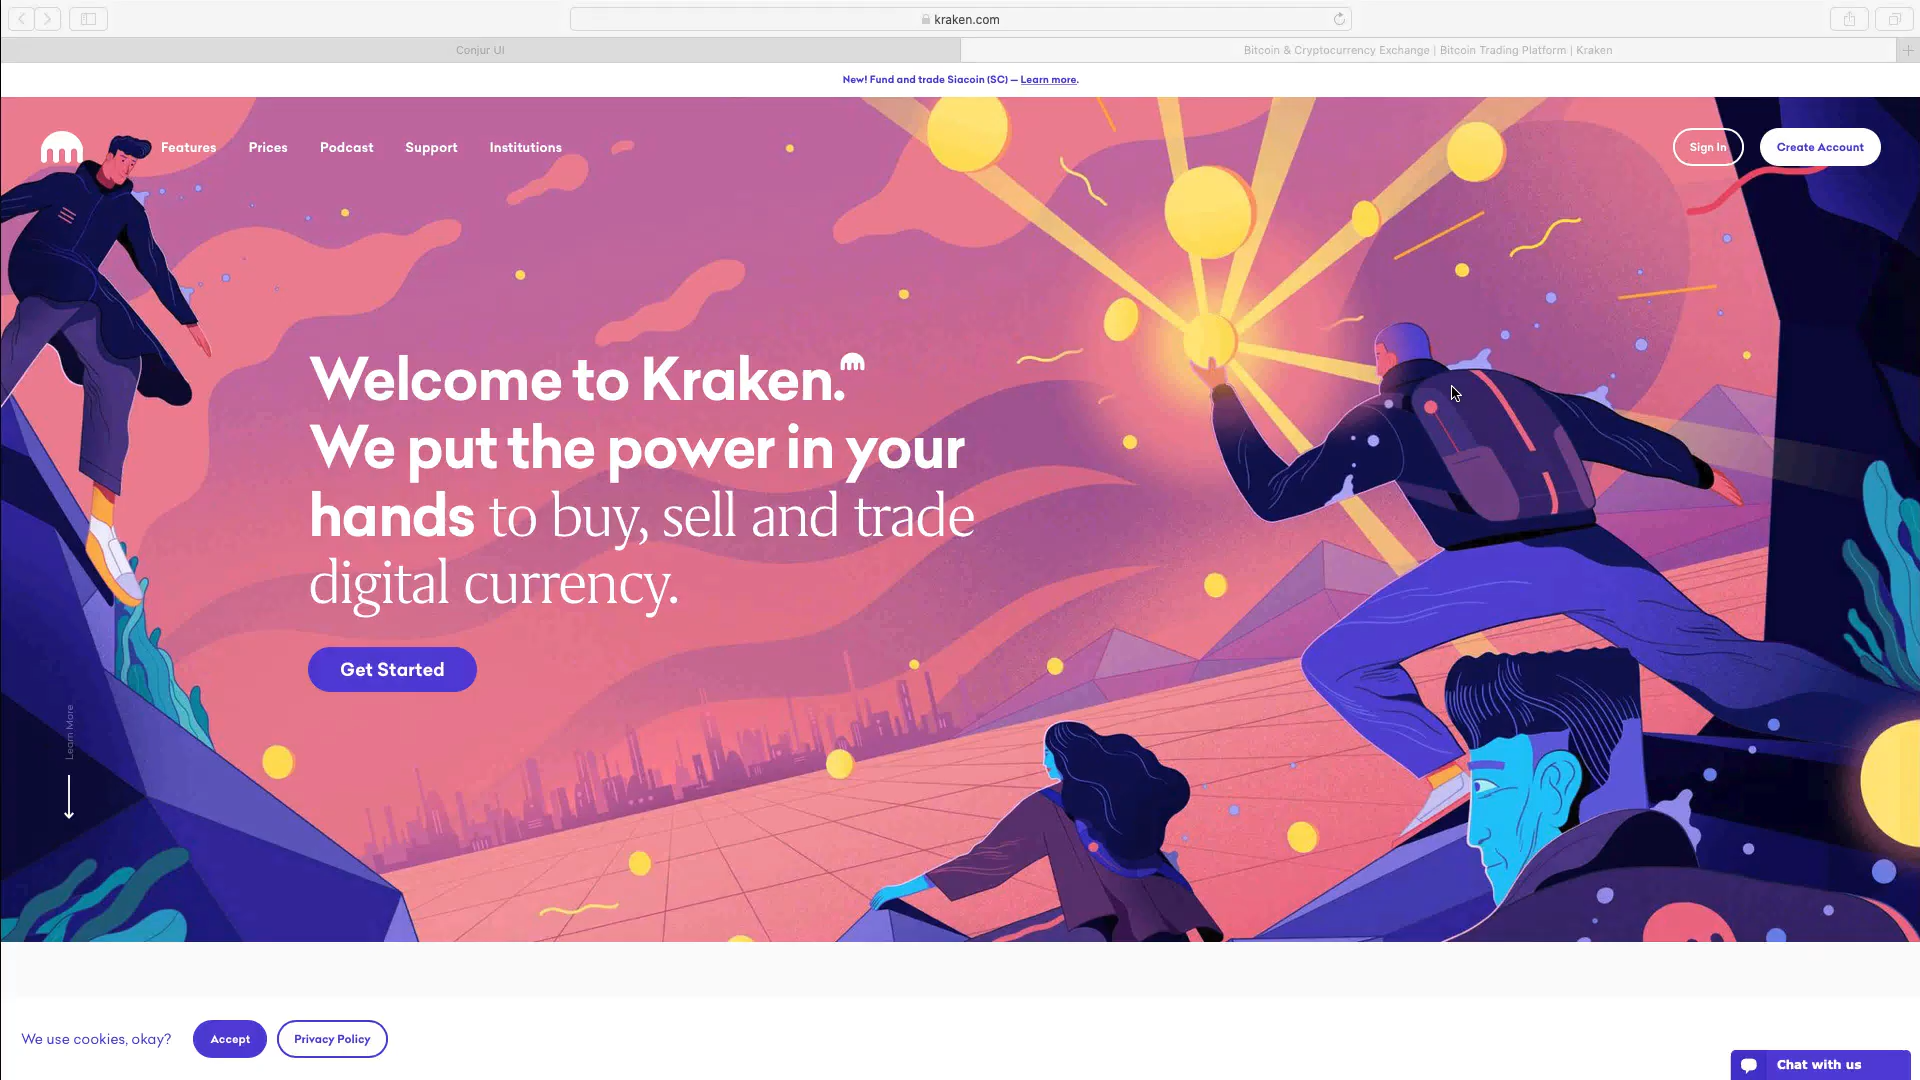 kraken.com
Conjur UI
Bitcoin & Cryptocurrency Exchange | Bitcoin Trading Platform | Kraken
New! Fund and trade Siacoin (SC) — Learn more.
Features Prices Podcast Support Institutions
Sign In Create Account
Welcome to Kraken.
We put the power in your
hands to buy, sell and trade
digital currency.
Get Started
Learn More
We use cookies, okay? Accept Privacy Policy
Chat with us